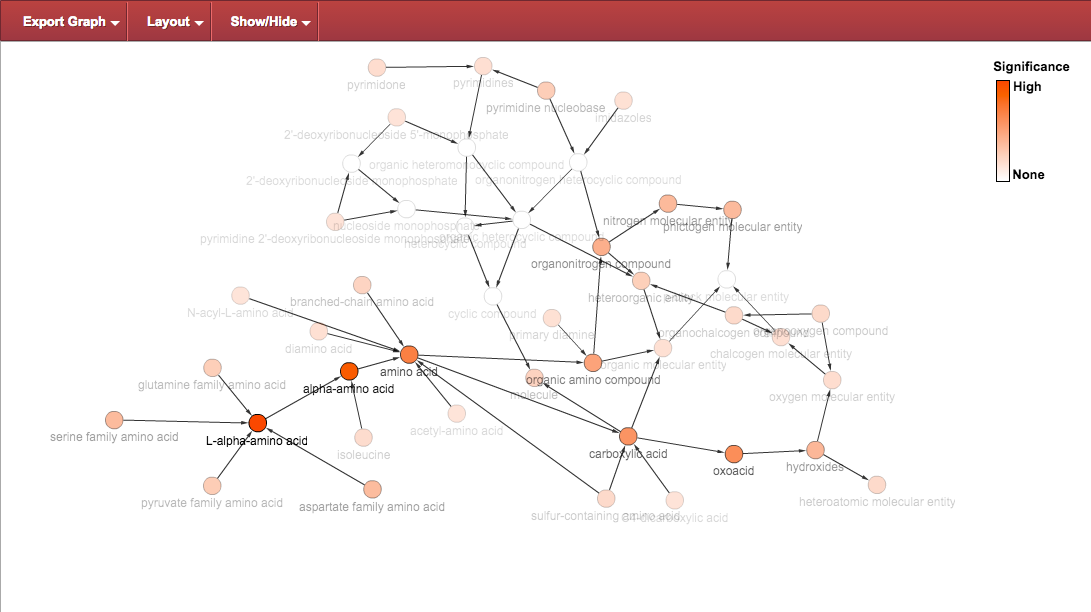 Export Graph
Layout
Show/Hide
Significance
High
None
pyrimidone
pyrimidines
pyrimidine nucleobase
imidazoles
2'-deoxyribonucleoside 5'-monophosphate
organic heteromonocyclic compound
organonitrogen heterocyclic compound
2'-deoxyribonucleoside monophosphate
nucleoside monophosphate
pyrimidine 2'-deoxyribonucleoside monophosphate
organic heterocyclic compound
heterocyclic compound
nitrogen molecular entity
pnictogen molecular entity
organonitrogen compound
heteroorganic entity
molecular entity
branched-chain amino acid
N-acyl-L-amino acid
cyclic compound
primary diamine
organochalcogen compound
organooxygen compound
diamino acid
chalcogen molecular entity
organic molecular entity
amino acid
organic amino compound
glutamine family amino acid
alpha-amino acid
molecule
oxygen molecular entity
serine family amino acid
L-alpha-amino acid
acetyl-amino acid
isoleucine
carboxylic acid
oxoacid
hydroxides
pyruvate family amino acid
aspartate family amino acid
heteroatomic molecular entity
sulfur-containing amino acid
C4-dicarboxylic acid